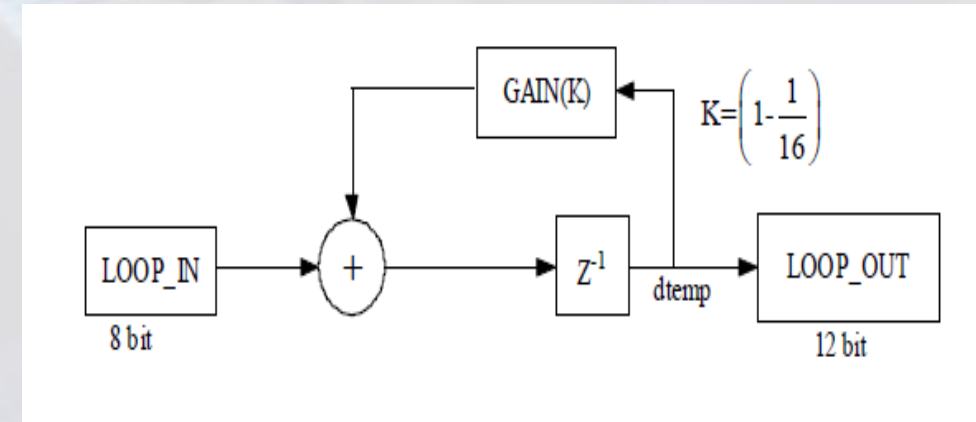 GAIN(K)
K=(1-1/16)
LOOP_IN
+
Z-1
dtemp
LOOP_OUT
8 bit
12 bit